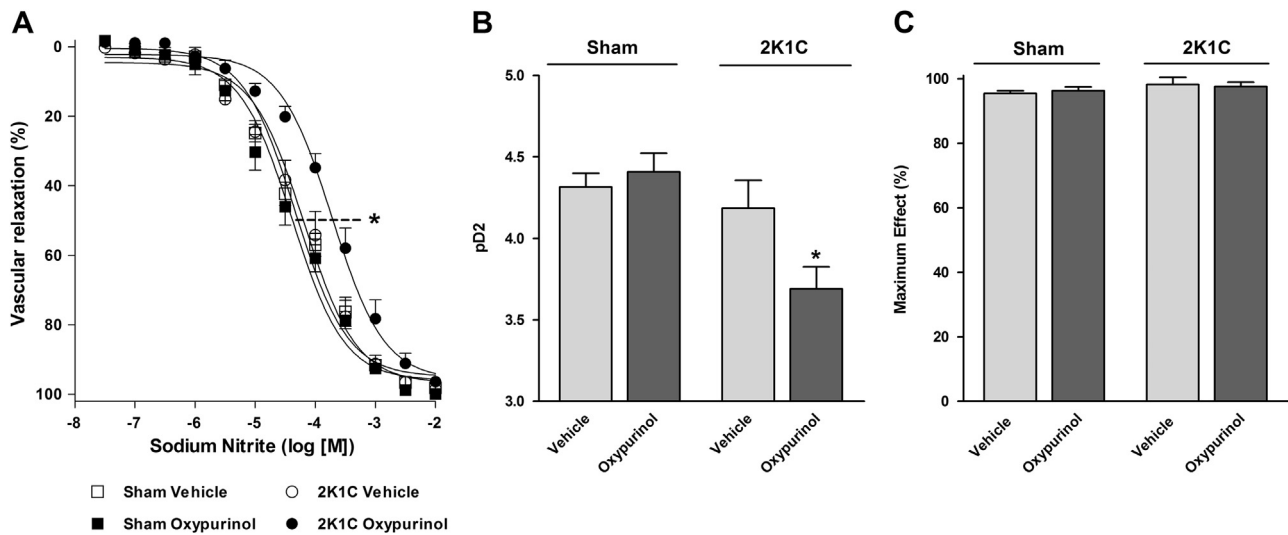 A
Vascular relaxation (%)
0
20
40
60
80
100
*
-8
-7
-6
-5
-4
-3
-2
Sodium Nitrite (log [M])
Sham Vehicle
2K1C Vehicle
Sham Oxypurinol
2K1C Oxypurinol
B
Sham
2K1C
pD2
5.0
4.5
4.0
3.5
3.0
*
Vehicle
Oxypurinol
Vehicle
Oxypurinol
C
Sham
2K1C
Maximum Effect (%)
100
80
60
40
20
0
Vehicle
Oxypurinol
Vehicle
Oxypurinol